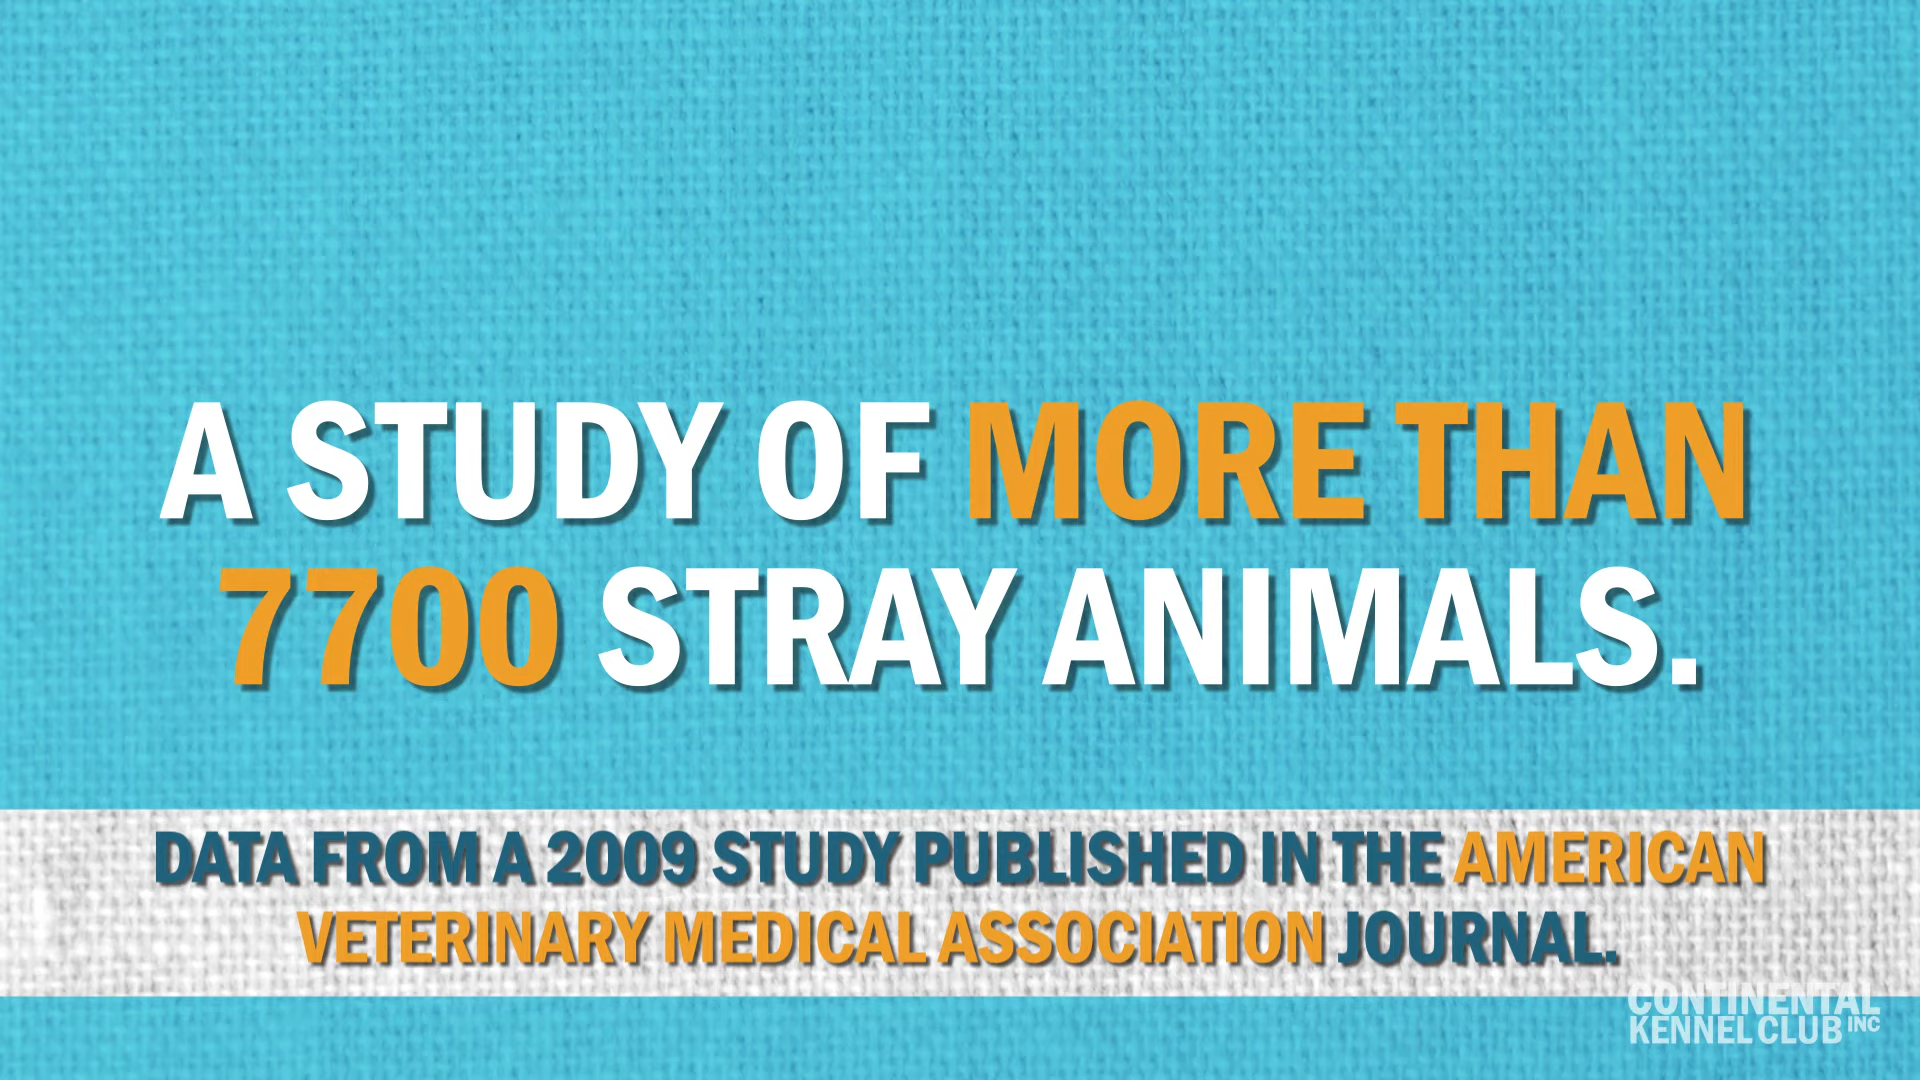 A STUDY OF MORE THAN
7700 STRAY ANIMALS.
DATA FROM A 2009 STUDY PUBLISHED IN THE AMERICAN
VETERINARY MEDICAL ASSOCIATION JOURNAL.
CONTINENTAL
KENNEL CLUB INC